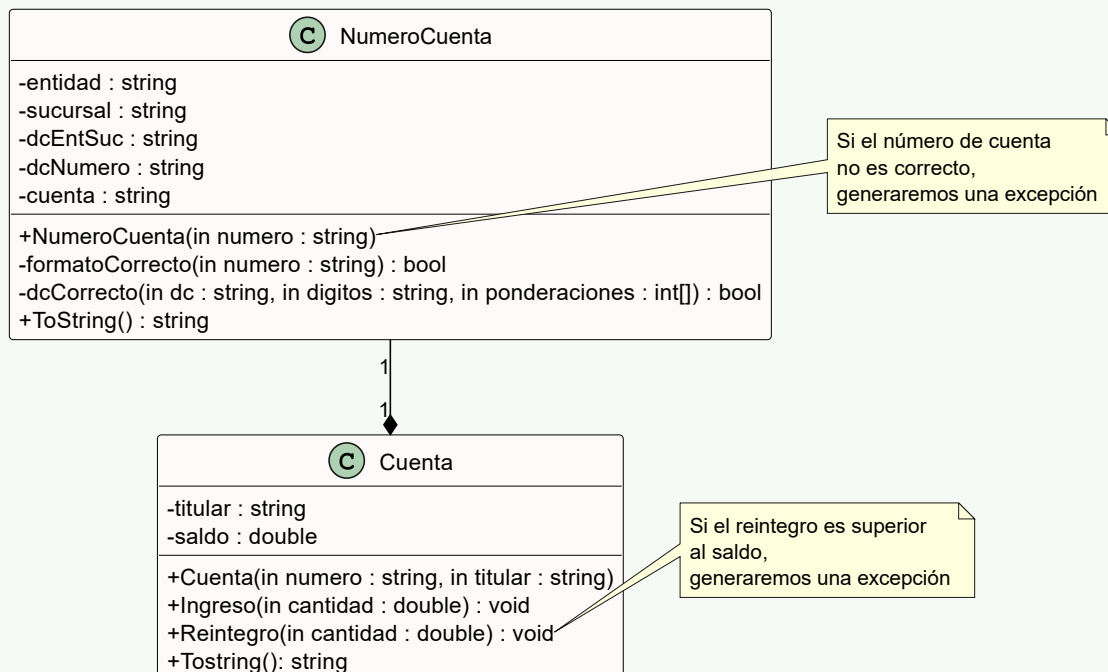 C NumeroCuenta
-entidad : string
-sucursal : string
-dcEntSuc : string
-dcNumero : string
-cuenta : string
+NumeroCuenta(in numero : string)
-formatoCorrecto(in numero : string) : bool
-dcCorrecto(in dc : string, in digitos : string, in ponderaciones : int[]) : bool
+ToString() : string
Si el número de cuenta
no es correcto,
generaremos una excepción
1
1
C Cuenta
-titular : string
-saldo : double
+Cuenta(in numero : string, in titular : string)
+Ingreso(in cantidad : double) : void
+Reintegro(in cantidad : double) : void
+Tostring(): string
Si el reintegro es superior
al saldo,
generaremos una excepción